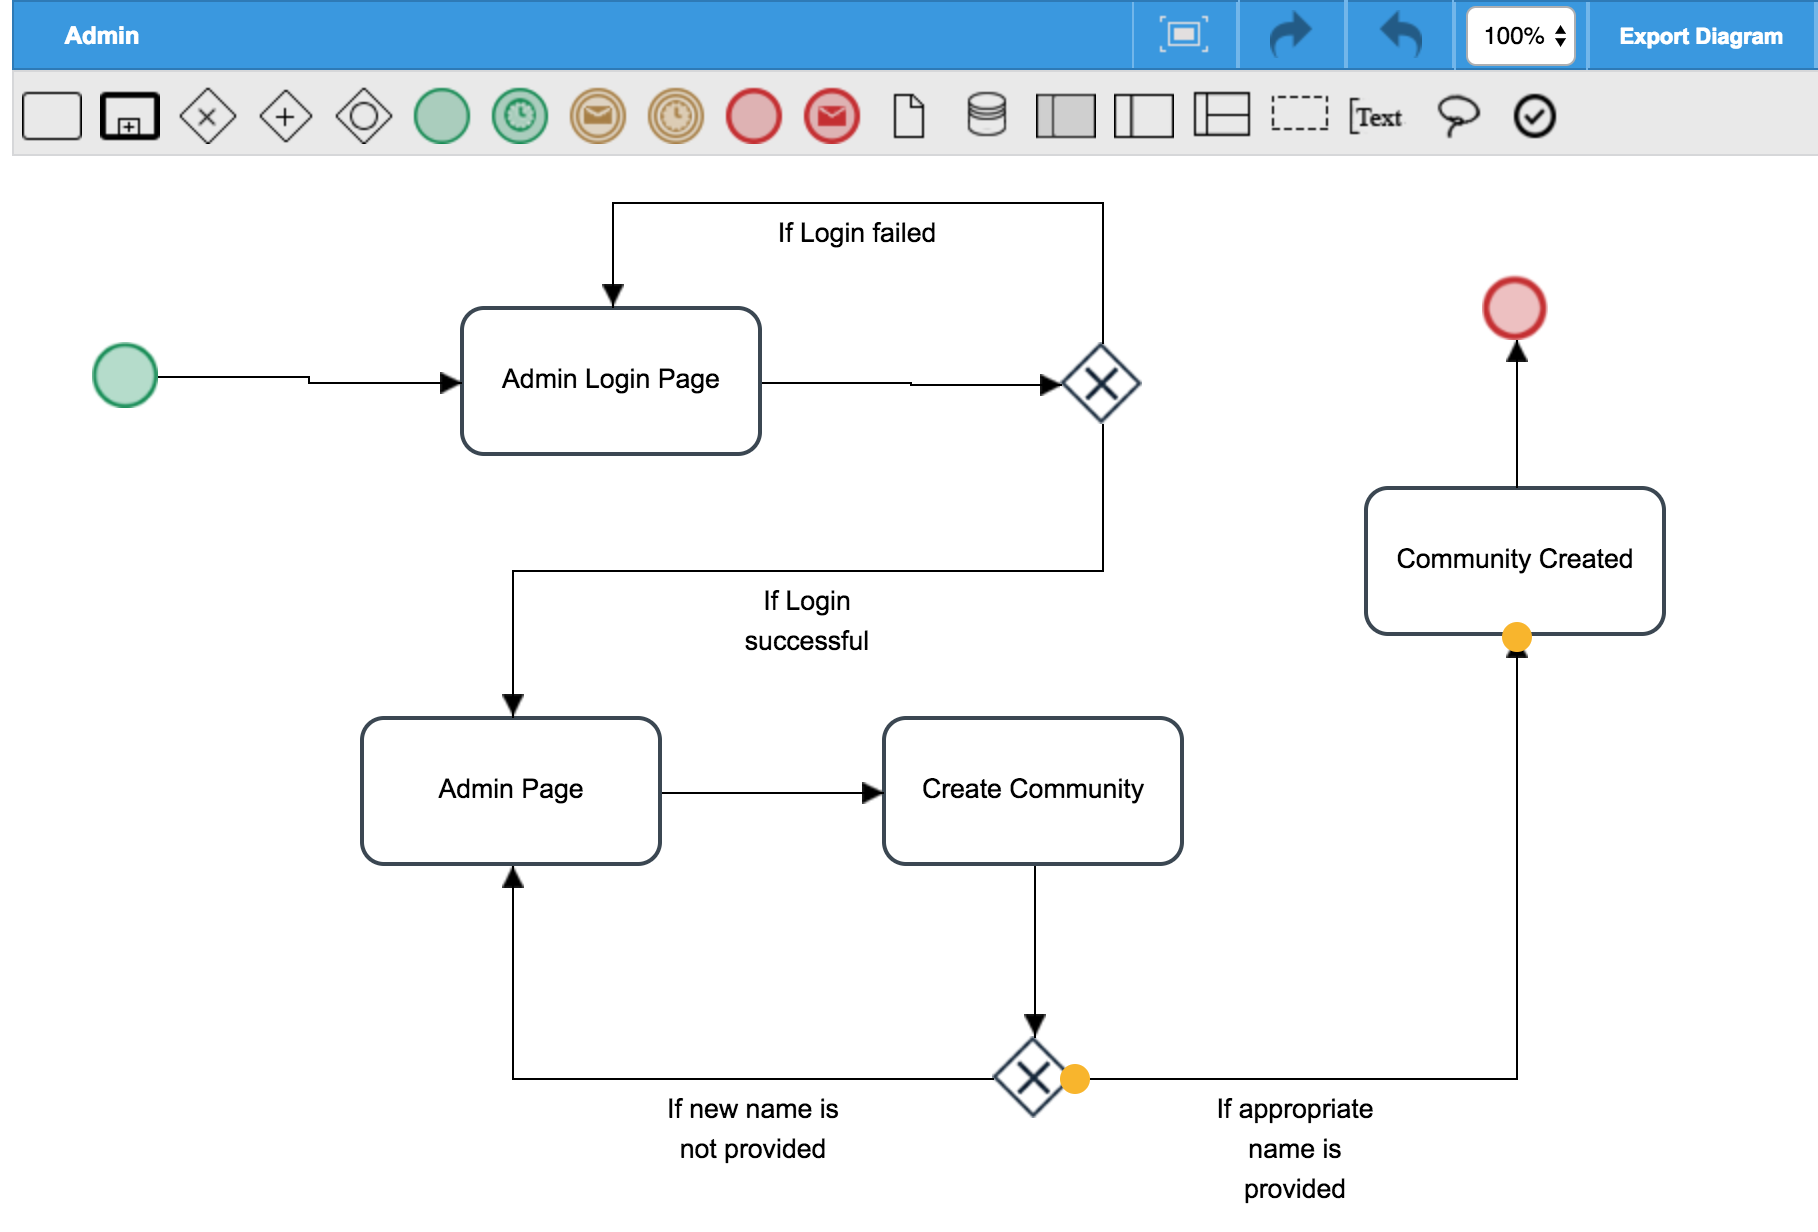 Admin
100%
Export Diagram
Text
If Login failed
Admin Login Page
Community Created
If Login
successful
Admin Page
Create Community
If new name is
not provided
If appropriate
name is
provided